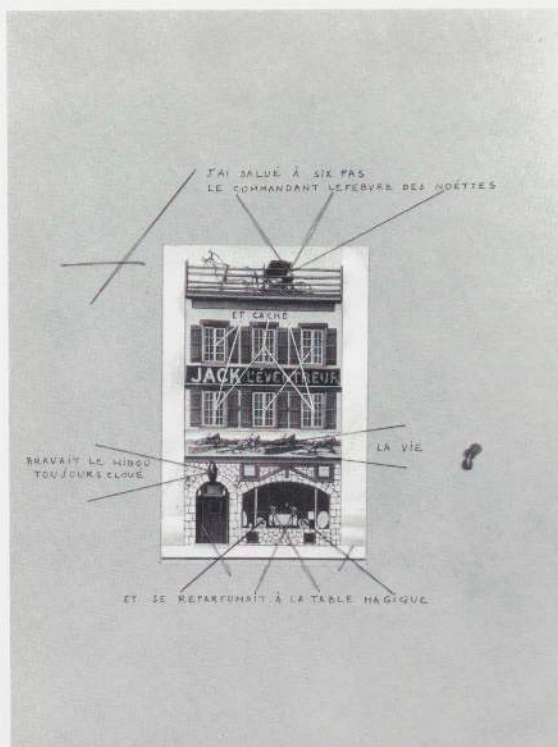 J'AI SALUÉ À SIX PAS
LE COMMANDANT LEFEBVRE DES NOËTTES
ET CACHÉ
JACK L'ÉVENTREUR
LA VIE
BRAVAIT LE HIBOU
TOUJOURS CLOUÉ
ET SE REPARFUMAIT À LA TABLE MAGIQUE